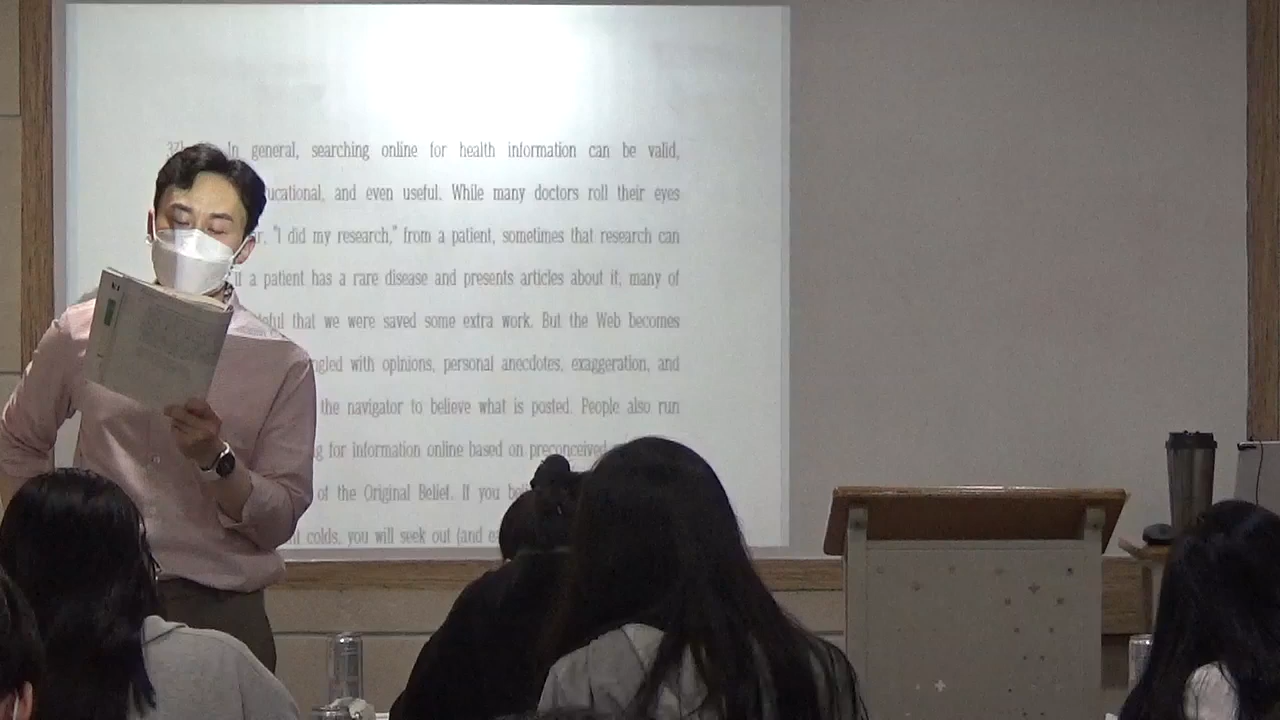 In general, searching online for health information can be valid,
ucational, and even useful. While many doctors roll their eyes
"I did my research," from a patient, sometimes that research can
a patient has a rare disease and presents articles about it, many of
that we were saved some extra work. But the Web becomes
ngled with opinions, personal anecdotes, exaggeration, and
the navigator to believe what is posted. People also run
g for information online based on preconceived
of the Original Belief. If you
colds, you will seek out (and